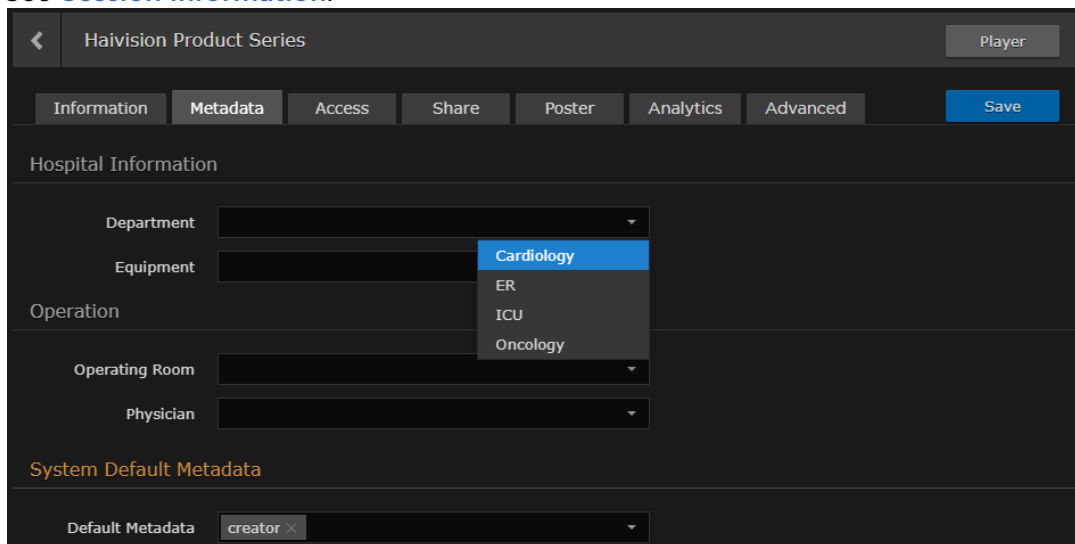 Haivision Product Series
Player
Information Metadata Access Share Poster Analytics Advanced Save
Hospital Information
Department
Cardiology
Equipment
ER
ICU
Oncology
Operation
Operating Room
Physician
System Default Metadata
Default Metadata creator ×